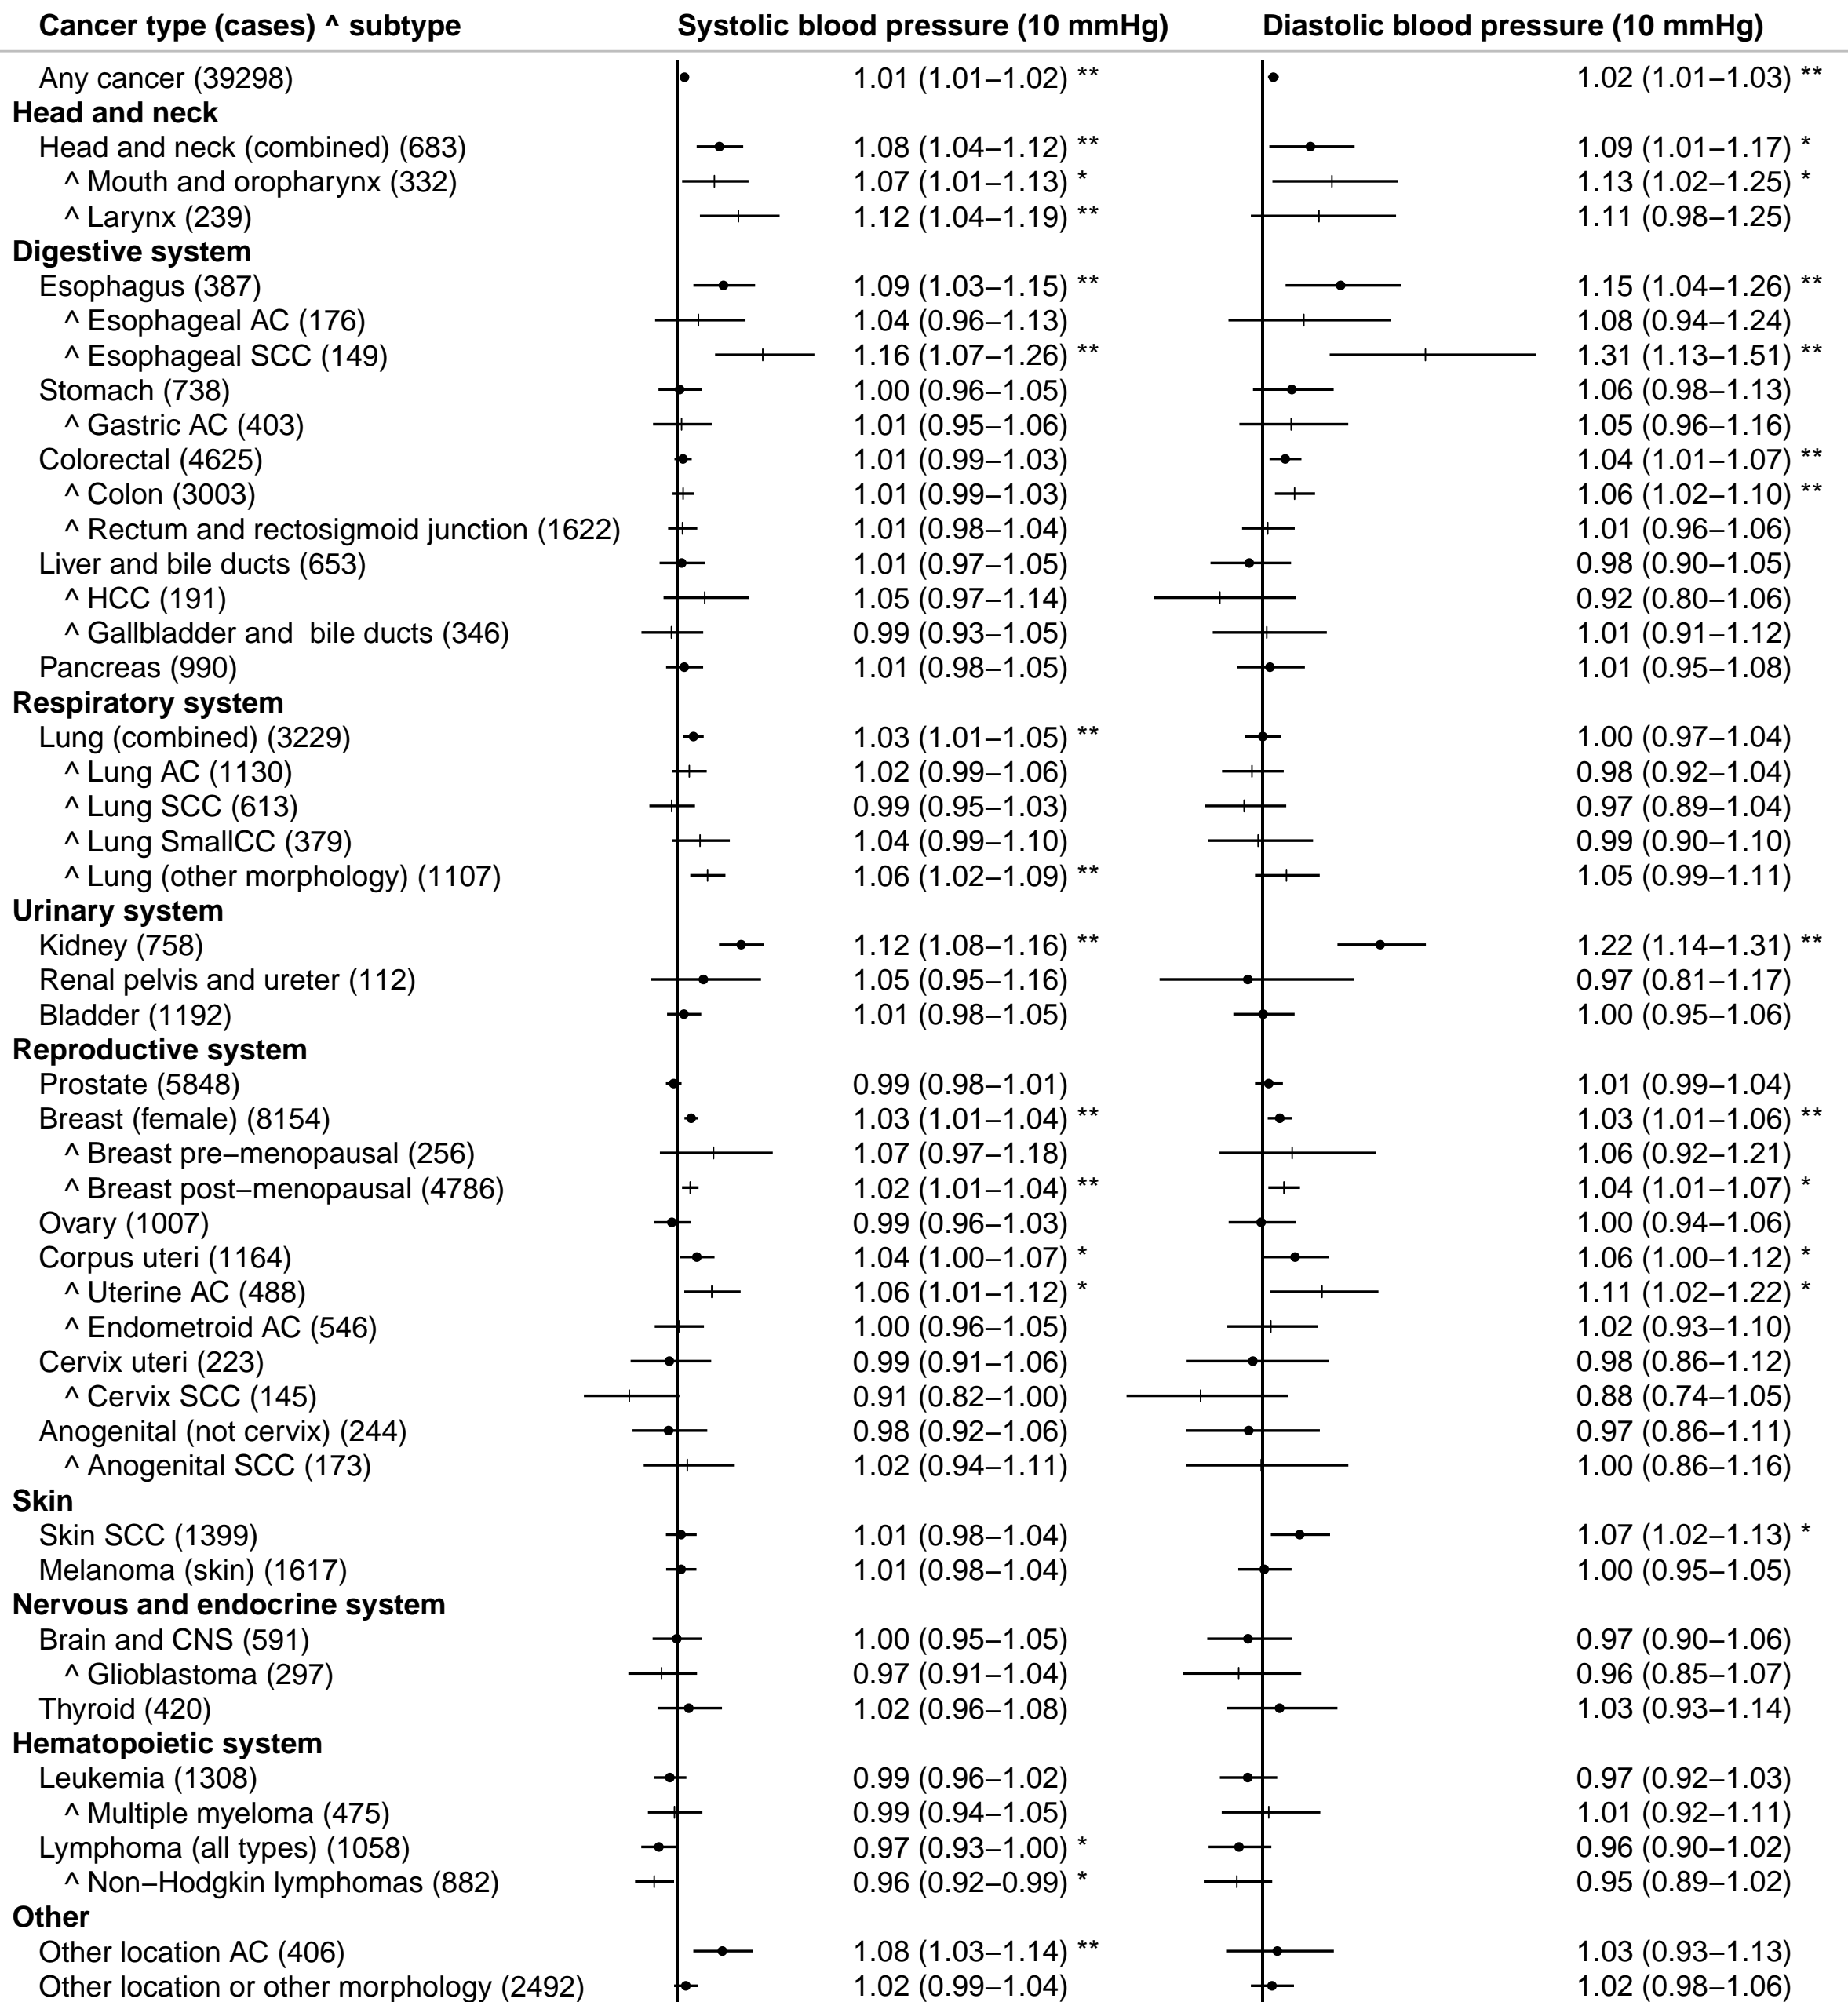 Cancer type (cases) ^ subtype Systolic blood pressure (10 mmHg) Diastolic blood pressure (10 mmHg)
Any cancer (39298) 1.01 (1.01−1.02) ** 1.02 (1.01−1.03) **
Head and neck
Head and neck (combined) (683) 1.08 (1.04−1.12) ** 1.09 (1.01−1.17) *
^ Mouth and oropharynx (332) 1.07 (1.01−1.13) * 1.13 (1.02−1.25) *
^ Larynx (239) 1.12 (1.04−1.19) ** 1.11 (0.98−1.25)
Digestive system
Esophagus (387) 1.09 (1.03−1.15) ** 1.15 (1.04−1.26) **
^ Esophageal AC (176) 1.04 (0.96−1.13) 1.08 (0.94−1.24)
^ Esophageal SCC (149) 1.16 (1.07−1.26) ** 1.31 (1.13−1.51) **
Stomach (738) 1.00 (0.96−1.05) 1.06 (0.98−1.13)
^ Gastric AC (403) 1.01 (0.95−1.06) 1.05 (0.96−1.16)
Colorectal (4625) 1.01 (0.99−1.03) 1.04 (1.01−1.07) **
^ Colon (3003) 1.01 (0.99−1.03) 1.06 (1.02−1.10) **
^ Rectum and rectosigmoid junction (1622) 1.01 (0.98−1.04) 1.01 (0.96−1.06)
Liver and bile ducts (653) 1.01 (0.97−1.05) 0.98 (0.90−1.05)
^ HCC (191) 1.05 (0.97−1.14) 0.92 (0.80−1.06)
^ Gallbladder and  bile ducts (346) 0.99 (0.93−1.05) 1.01 (0.91−1.12)
Pancreas (990) 1.01 (0.98−1.05) 1.01 (0.95−1.08)
Respiratory system
Lung (combined) (3229) 1.03 (1.01−1.05) ** 1.00 (0.97−1.04)
^ Lung AC (1130) 1.02 (0.99−1.06) 0.98 (0.92−1.04)
^ Lung SCC (613) 0.99 (0.95−1.03) 0.97 (0.89−1.04)
^ Lung SmallCC (379) 1.04 (0.99−1.10) 0.99 (0.90−1.10)
^ Lung (other morphology) (1107) 1.06 (1.02−1.09) ** 1.05 (0.99−1.11)
Urinary system
Kidney (758) 1.12 (1.08−1.16) ** 1.22 (1.14−1.31) **
Renal pelvis and ureter (112) 1.05 (0.95−1.16) 0.97 (0.81−1.17)
Bladder (1192) 1.01 (0.98−1.05) 1.00 (0.95−1.06)
Reproductive system
Prostate (5848) 0.99 (0.98−1.01) 1.01 (0.99−1.04)
Breast (female) (8154) 1.03 (1.01−1.04) ** 1.03 (1.01−1.06) **
^ Breast pre−menopausal (256) 1.07 (0.97−1.18) 1.06 (0.92−1.21)
^ Breast post−menopausal (4786) 1.02 (1.01−1.04) ** 1.04 (1.01−1.07) *
Ovary (1007) 0.99 (0.96−1.03) 1.00 (0.94−1.06)
Corpus uteri (1164) 1.04 (1.00−1.07) * 1.06 (1.00−1.12) *
^ Uterine AC (488) 1.06 (1.01−1.12) * 1.11 (1.02−1.22) *
^ Endometroid AC (546) 1.00 (0.96−1.05) 1.02 (0.93−1.10)
Cervix uteri (223) 0.99 (0.91−1.06) 0.98 (0.86−1.12)
^ Cervix SCC (145) 0.91 (0.82−1.00) 0.88 (0.74−1.05)
Anogenital (not cervix) (244) 0.98 (0.92−1.06) 0.97 (0.86−1.11)
^ Anogenital SCC (173) 1.02 (0.94−1.11) 1.00 (0.86−1.16)
Skin
Skin SCC (1399) 1.01 (0.98−1.04) 1.07 (1.02−1.13) *
Melanoma (skin) (1617) 1.01 (0.98−1.04) 1.00 (0.95−1.05)
Nervous and endocrine system
Brain and CNS (591) 1.00 (0.95−1.05) 0.97 (0.90−1.06)
^ Glioblastoma (297) 0.97 (0.91−1.04) 0.96 (0.85−1.07)
Thyroid (420) 1.02 (0.96−1.08) 1.03 (0.93−1.14)
Hematopoietic system
Leukemia (1308) 0.99 (0.96−1.02) 0.97 (0.92−1.03)
^ Multiple myeloma (475) 0.99 (0.94−1.05) 1.01 (0.92−1.11)
Lymphoma (all types) (1058) 0.97 (0.93−1.00) * 0.96 (0.90−1.02)
^ Non−Hodgkin lymphomas (882) 0.96 (0.92−0.99) * 0.95 (0.89−1.02)
Other
Other location AC (406) 1.08 (1.03−1.14) ** 1.03 (0.93−1.13)
Other location or other morphology (2492) 1.02 (0.99−1.04) 1.02 (0.98−1.06)